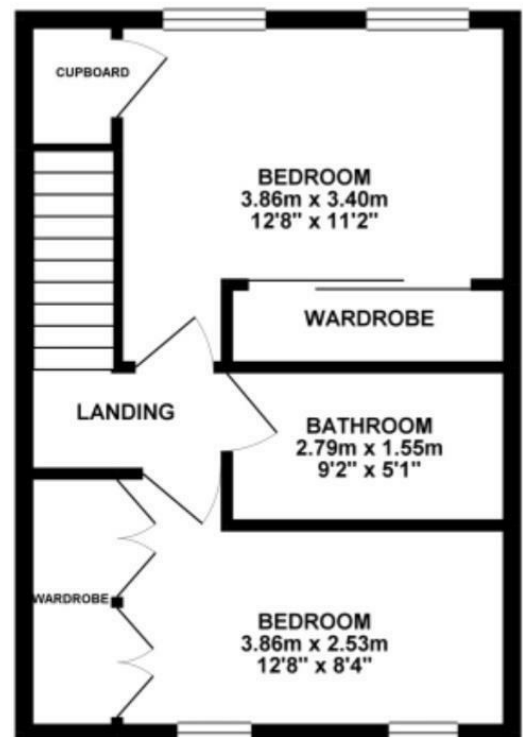 CUPBOARD
BEDROOM
3.86m x 3.40m
12'8" x 11'2"
WARDROBE
LANDING
BATHROOM
2.79m x 1.55m
9'2" x 5'1"
WARDROBE
BEDROOM
3.86m x 2.53m
12'8" x 8'4"